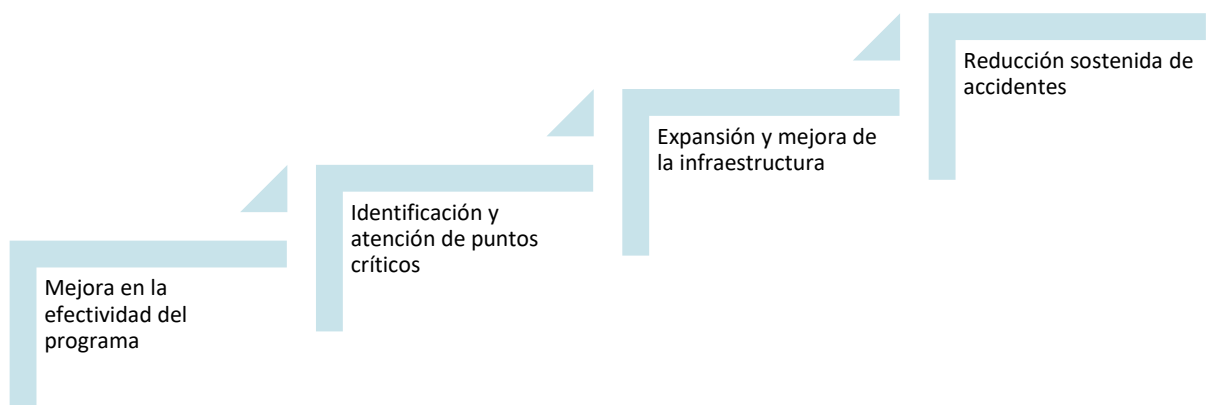 Mejora en la
efectividad del
programa
Identificación y
atención de puntos
críticos
Expansión y mejora de
la infraestructura
Reducción sostenida de
accidentes